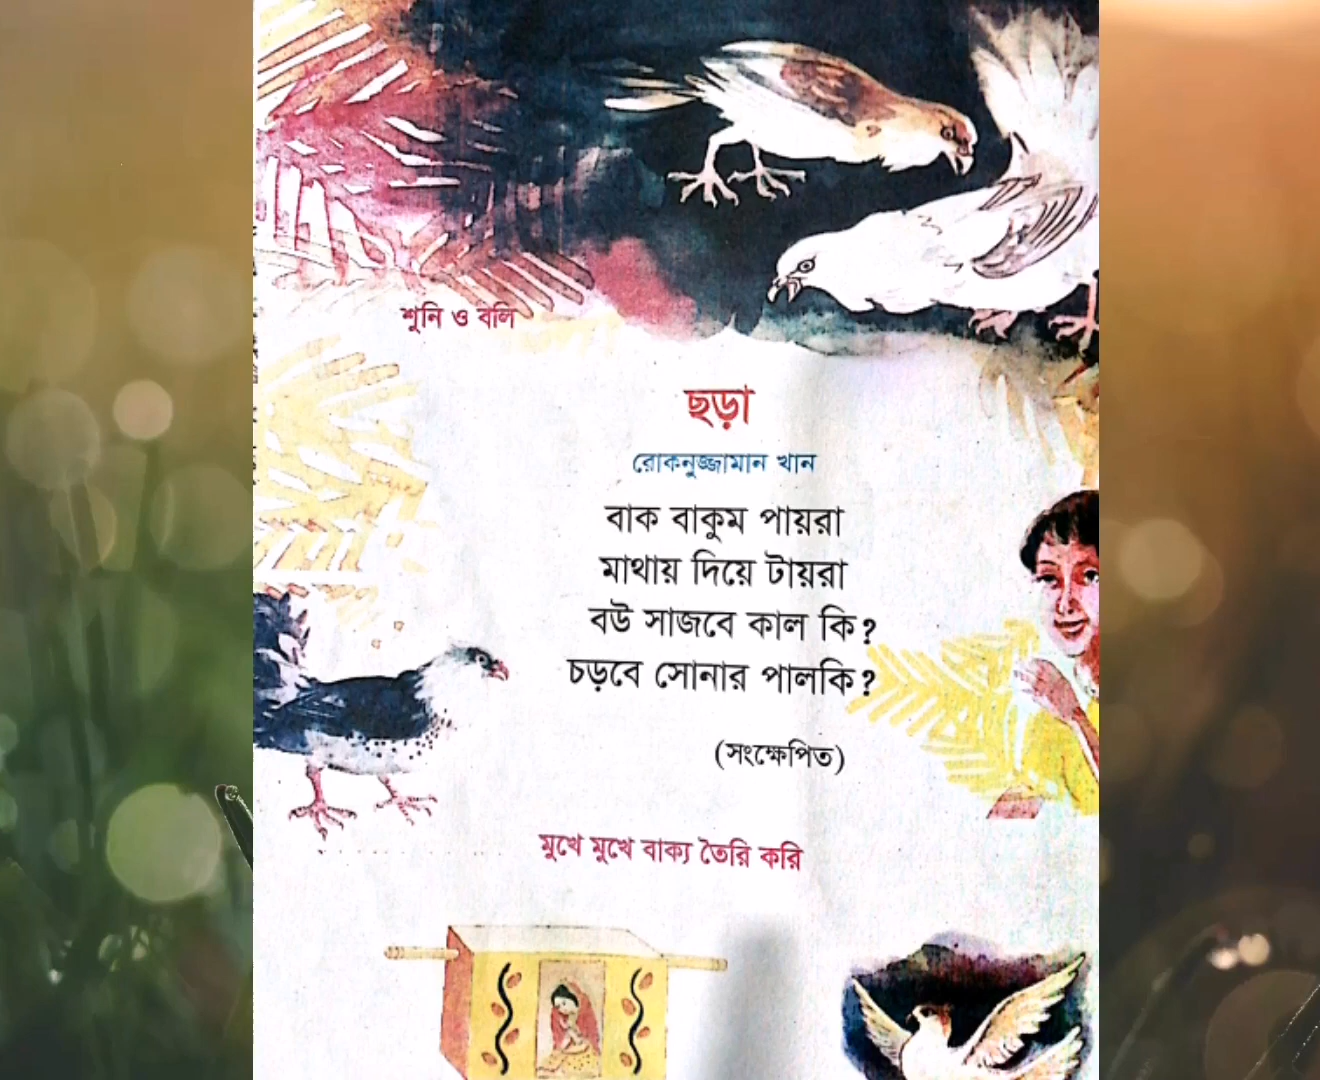 শুনি ও বলি
ছড়া
রোকনুজ্জামান খান
বাক বাকুম পায়রা
মাথায় দিয়ে টায়রা
বউ সাজবে কাল কি?
চড়বে সোনার পালকি?
(সংক্ষেপিত)
মুখে মুখে বাক্য তৈরি করি